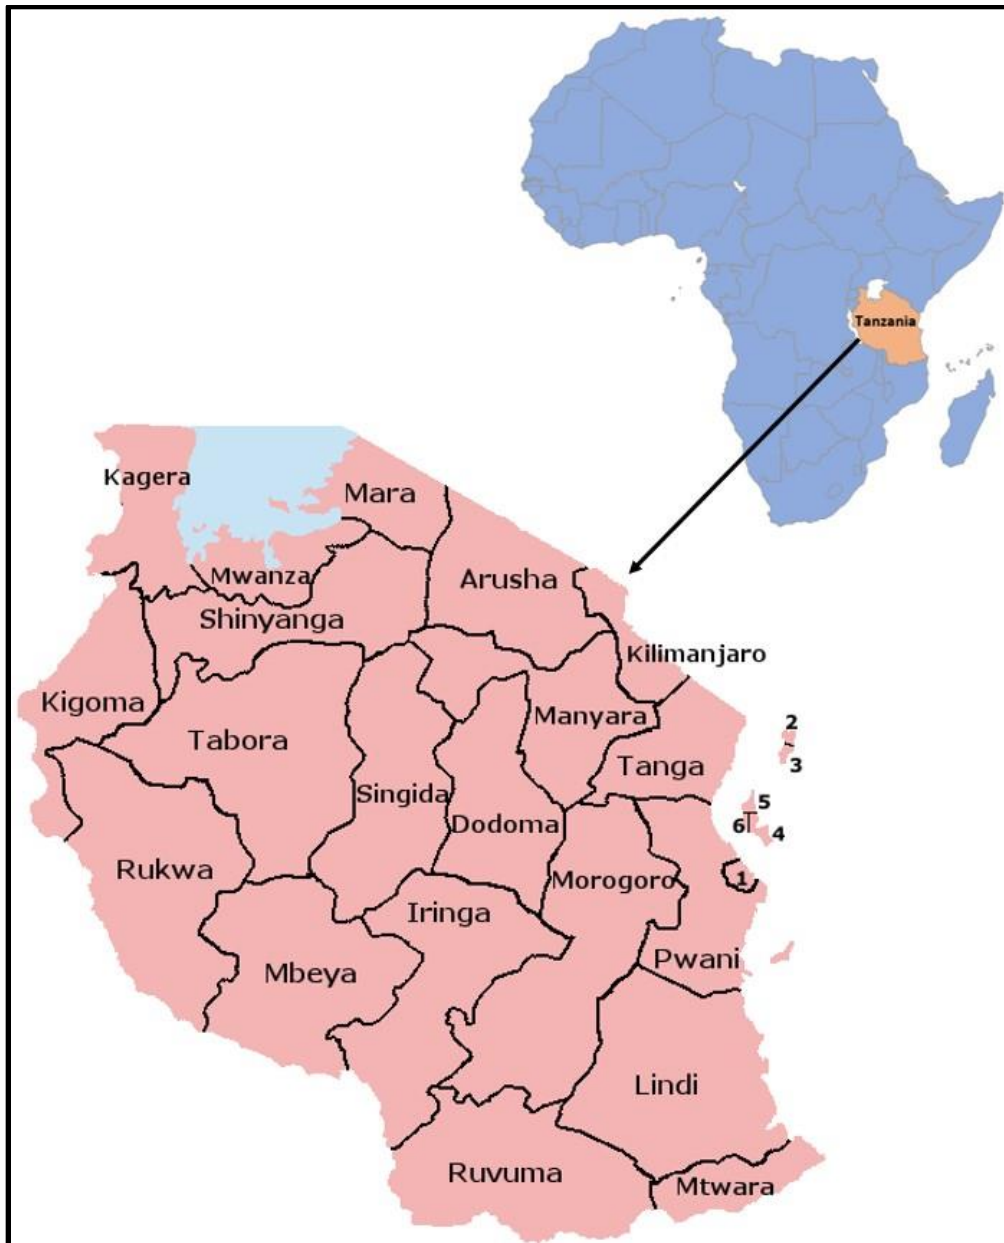 Tanzania
Kagera
Mara
Mwanza
Arusha
Shinyanga
Kilimanjaro
Kigoma
Manyara
2
Tabora
3
Tanga
Singida
5
Dodoma
6
4
Rukwa
Morogoro
1
Iringa
Pwani
Mbeya
Lindi
Ruvuma
Mtwara